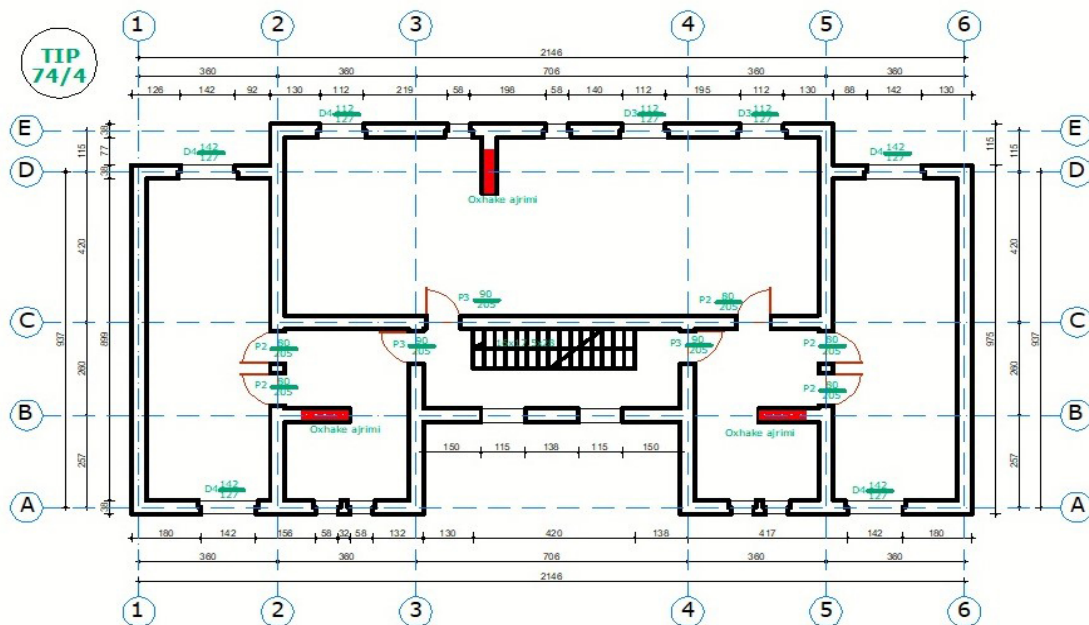 1 2 3 4 5 6
TIP
74/4
2146
360 360 706 360 360
126 142 92 130 112 219 58 196 58 140 112 195 112 130 88 142 130
D4 112
127
D3 112
127
D3 112
127
E E
38 115 77 38
115 115
D4 142
127
D4 142
127
D D
Oxhake ajrimi
420 420
P3 90
205
P2 80
205
C C
P2 80
205
P3 90
205
P3 90
205
P2 80
205
937 899 260 975 260 937
P2 80
205
P2 80
205
B B
Oxhake ajrimi Oxhake ajrimi
150 115 138 115 150
257 257
D4 142
127
D4 142
127
38
A A
180 142 156 58 32 58 132 130 420 138 417 142 180
360 360 706 360 360
2146
1 2 3 4 5 6